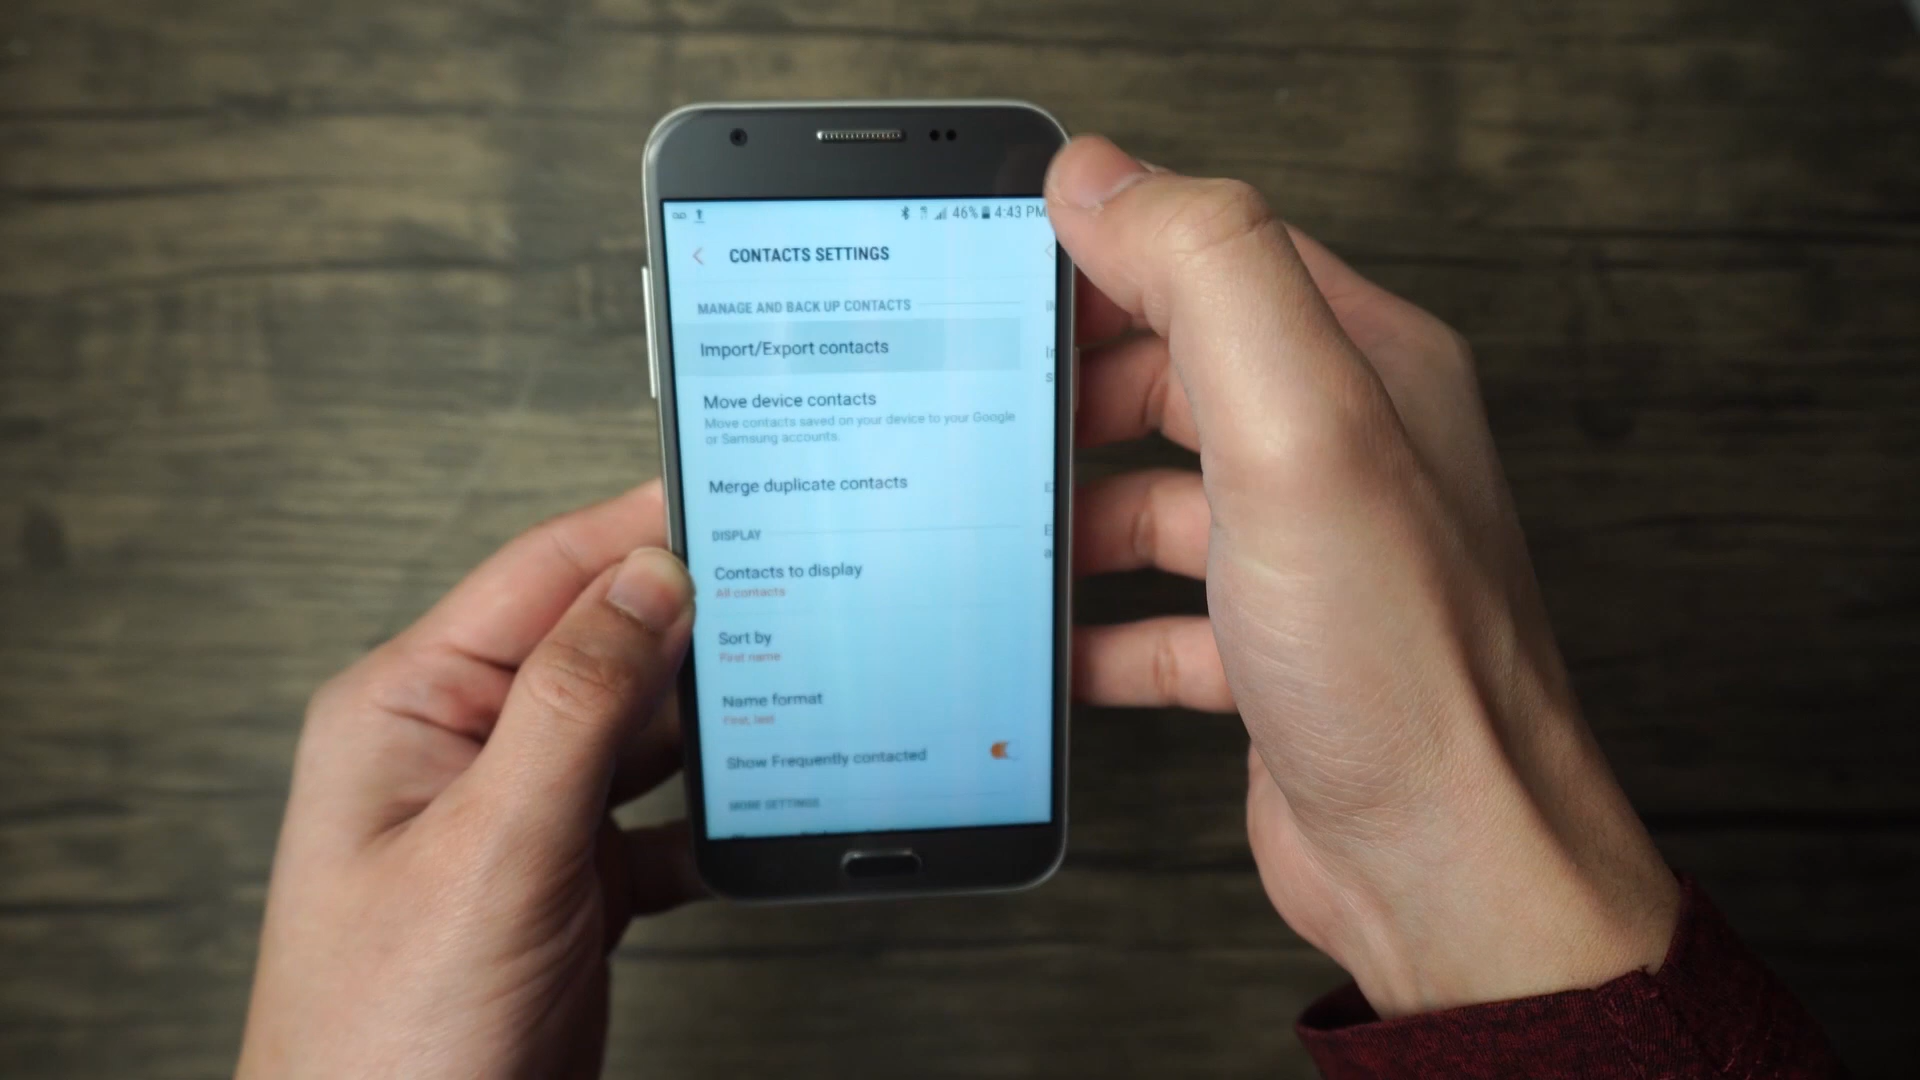 46% 4:43 PM
CONTACTS SETTINGS
MANAGE AND BACK UP CONTACTS
Import/Export contacts
Move device contacts
Move contacts saved on your device to your Google
or Samsung accounts.
Merge duplicate contacts
DISPLAY
Contacts to display
All contacts
Sort by
First name
Name format
First, last
Show Frequently contacted
MORE SETTINGS